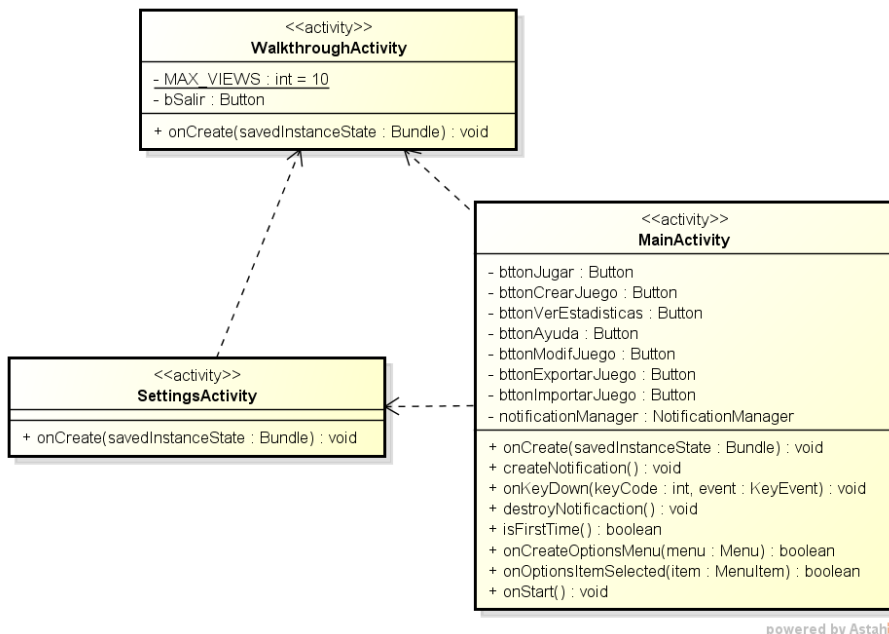 <<activity>>
WalkthroughActivity
- MAX_VIEWS : int = 10
- bSalir : Button
+ onCreate(savedInstanceState : Bundle) : void
<<activity>>
MainActivity
- bttonJugar : Button
- bttonCrearJuego : Button
- bttonVerEstadisticas : Button
- bttonAyuda : Button
- bttonModifJuego : Button
- bttonExportarJuego : Button
- bttonImportarJuego : Button
- notificationManager : NotificationManager
+ onCreate(savedInstanceState : Bundle) : void
+ createNotification() : void
+ onKeyDown(keyCode : int, event : KeyEvent) : void
+ destroyNotificaction() : void
+ isFirstTime() : boolean
+ onCreateOptionsMenu(menu : Menu) : boolean
+ onOptionsItemSelected(item : MenuItem) : boolean
+ onStart() : void
<<activity>>
SettingsActivity
+ onCreate(savedInstanceState : Bundle) : void
powered by Astah